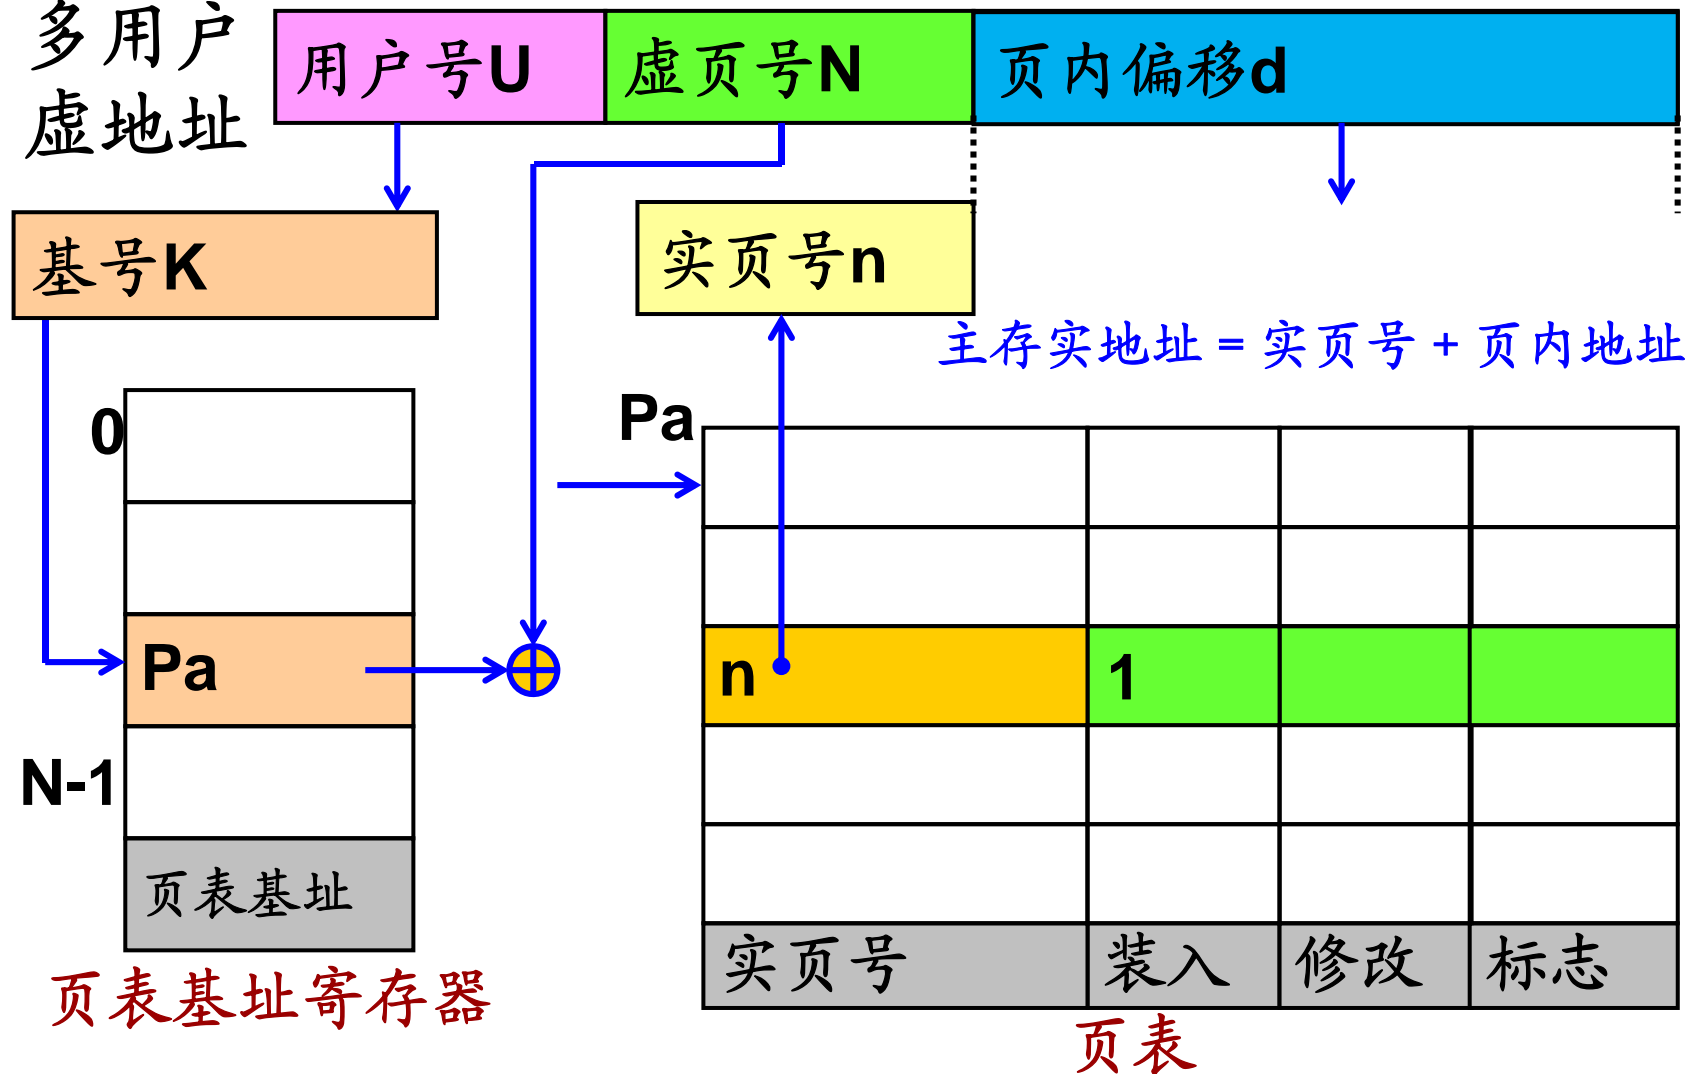 多用户
虚地址
用户号U
虚页号N
页内偏移d
基号K
实页号n
主存实地址 = 实页号 + 页内地址
0
Pa
N-1
页表基址
页表基址寄存器
Pa
n
1
实页号
装入
修改
标志
页表